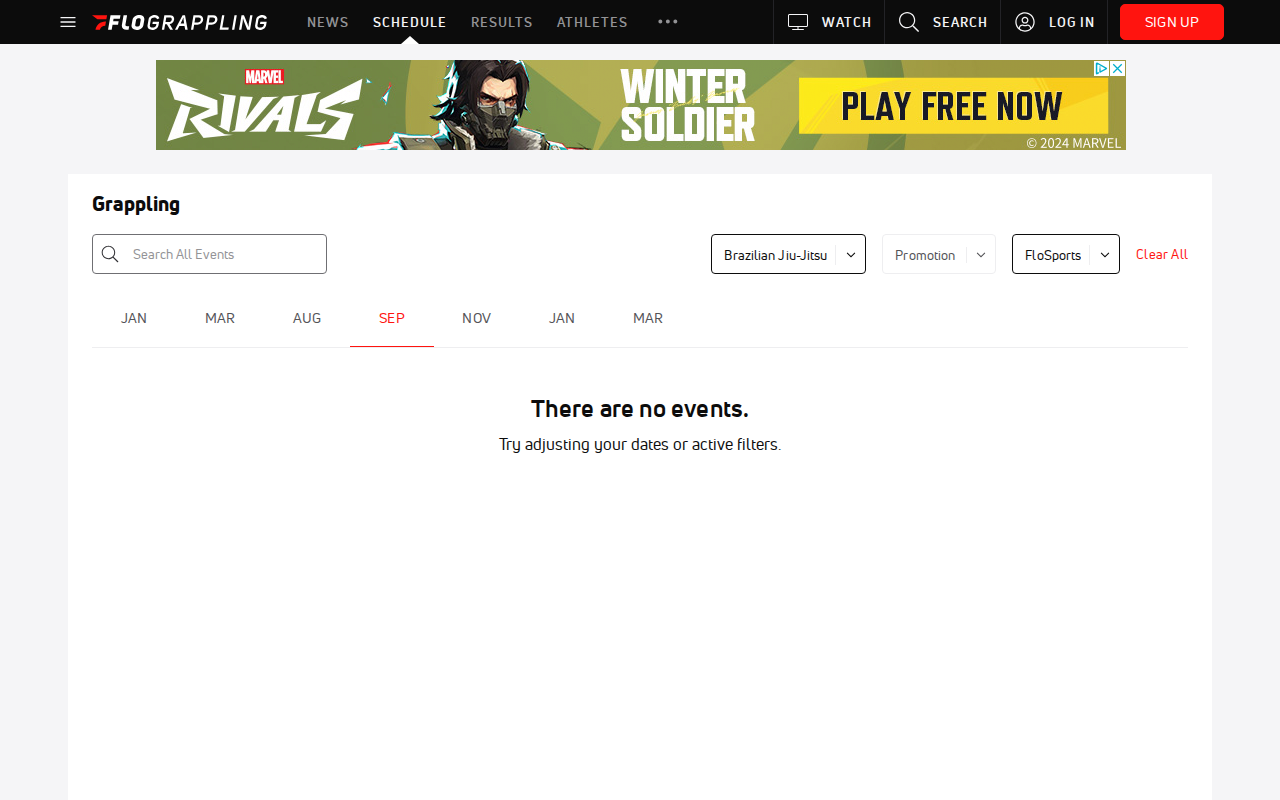 FLOGRAPPLING
NEWS
SCHEDULE
RESULTS
ATHLETES
WATCH
SEARCH
LOG IN
SIGN UP
MARVEL
RIVALS
WINTER
SOLDIER
PLAY FREE NOW
© 2024 MARVEL
Grappling
Search All Events
Brazilian Jiu-Jitsu
Promotion
FloSports
Clear All
JAN
MAR
AUG
SEP
NOV
JAN
MAR
There are no events.
Try adjusting your dates or active filters.